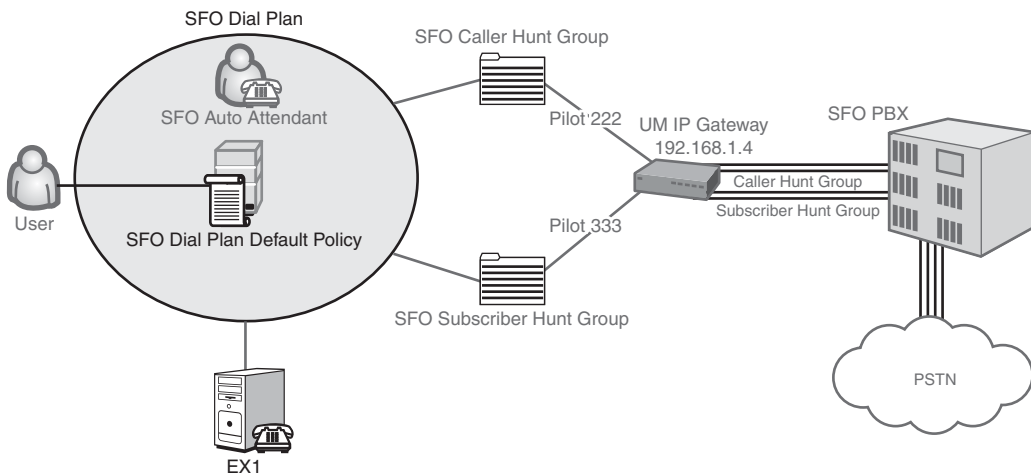 SFO Dial Plan
SFO Caller Hunt Group
SFO Auto Attendant
Pilot 222
UM IP Gateway
192.168.1.4
SFO PBX
Caller Hunt Group
Subscriber Hunt Group
User
SFO Dial Plan Default Policy
Pilot 333
SFO Subscriber Hunt Group
PSTN
EX1